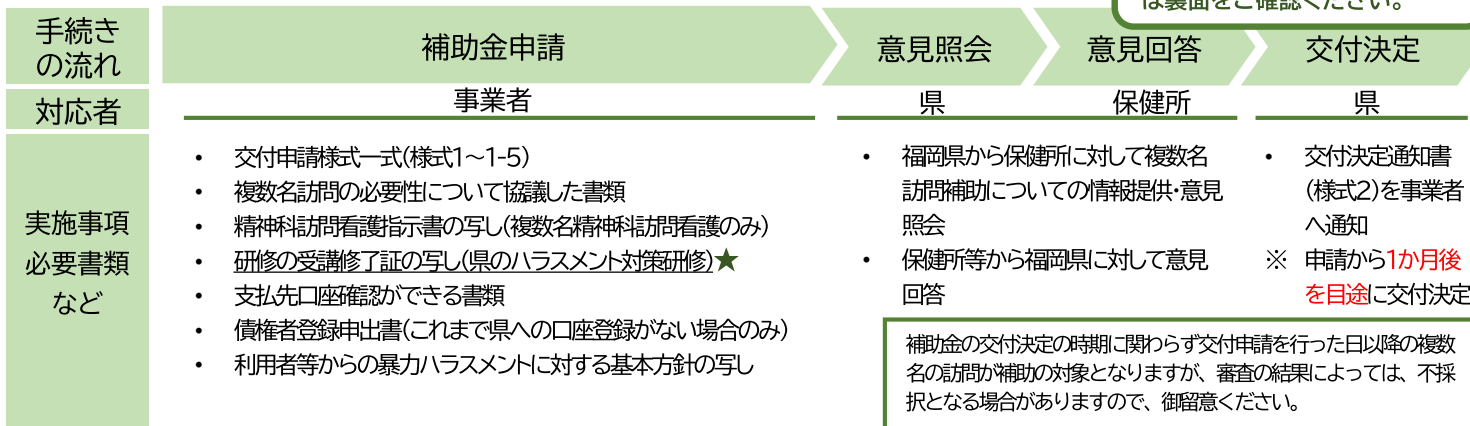 は裏面をご確認ください。
手続き
の流れ
補助金申請
意見照会
意見回答
交付決定
対応者
事業者
県
保健所
県
実施事項
必要書類
など
• 交付申請様式一式(様式1～1-5)
• 複数名訪問の必要性について協議した書類
• 精神科訪問看護指示書の写し(複数名精神科訪問看護のみ)
• 研修の受講修了証の写し(県のハラスメント対策研修)★
• 支払先口座確認ができる書類
• 債権者登録申出書(これまで県への口座登録がない場合のみ)
• 利用者等からの暴力ハラスメントに対する基本方針の写し
• 福岡県から保健所に対して複数名
訪問補助についての情報提供・意見
照会
• 保健所等から福岡県に対して意見
回答
• 交付決定通知書
(様式2)を事業者
へ通知
※ 申請から1か月後
を目途に交付決定
補助金の交付決定の時期に関わらず交付申請を行った日以降の複数
名の訪問が補助の対象となりますが、審査の結果によっては、不採
択となる場合がありますので、御留意ください。